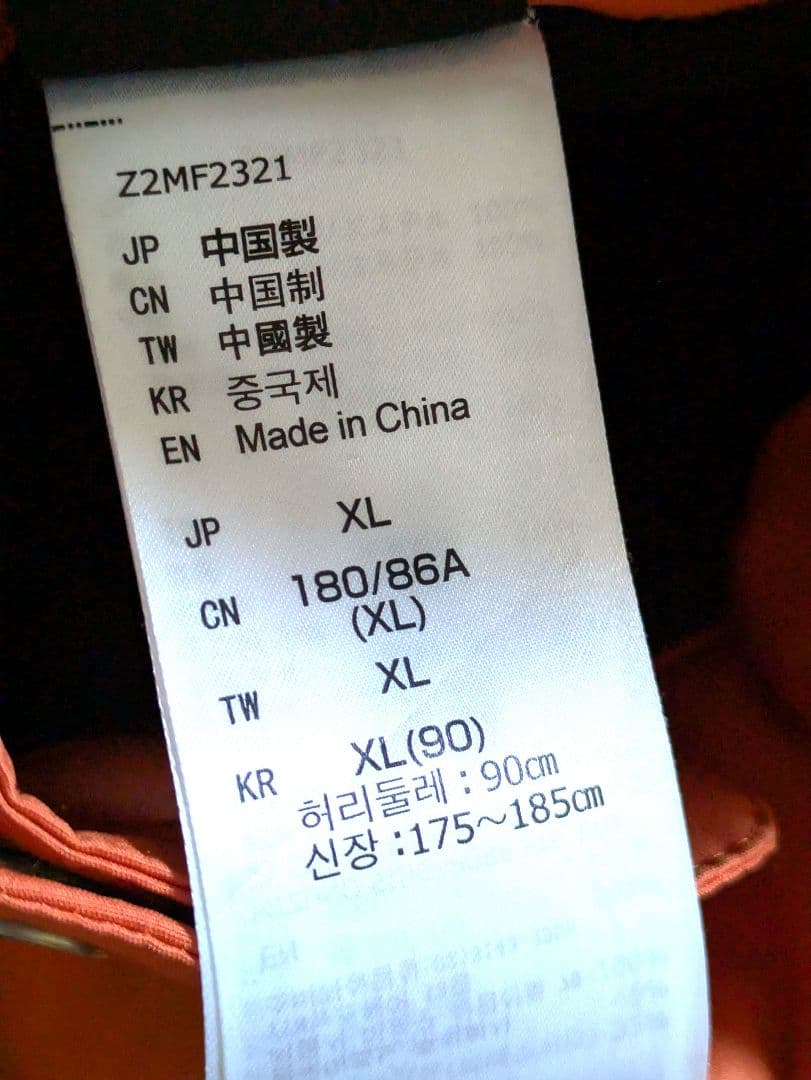 Z2MF2321
JP 中国製
CN 中国制
TW 中國製
KR 중국제
EN Made in China
JP XL
CN 180/86A
(XL)
TW XL
KR XL(90)
허리둘레 : 90㎝
신장 : 175～185㎝